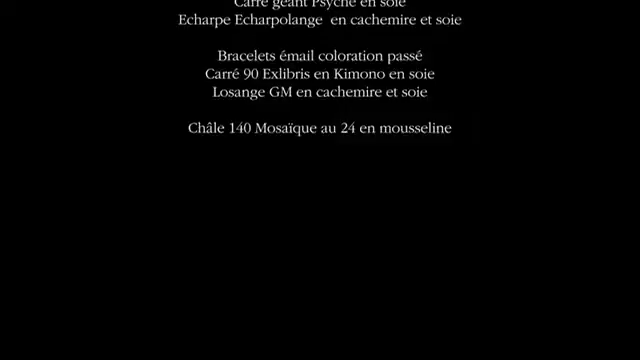 Carré géant Psyché en soie
Echarpe Echarpolange en cachemire et soie
Bracelets émail coloration passé
Carré 90 Exlibris en Kimono en soie
Losange GM en cachemire et soie
Châle 140 Mosaïque au 24 en mousseline